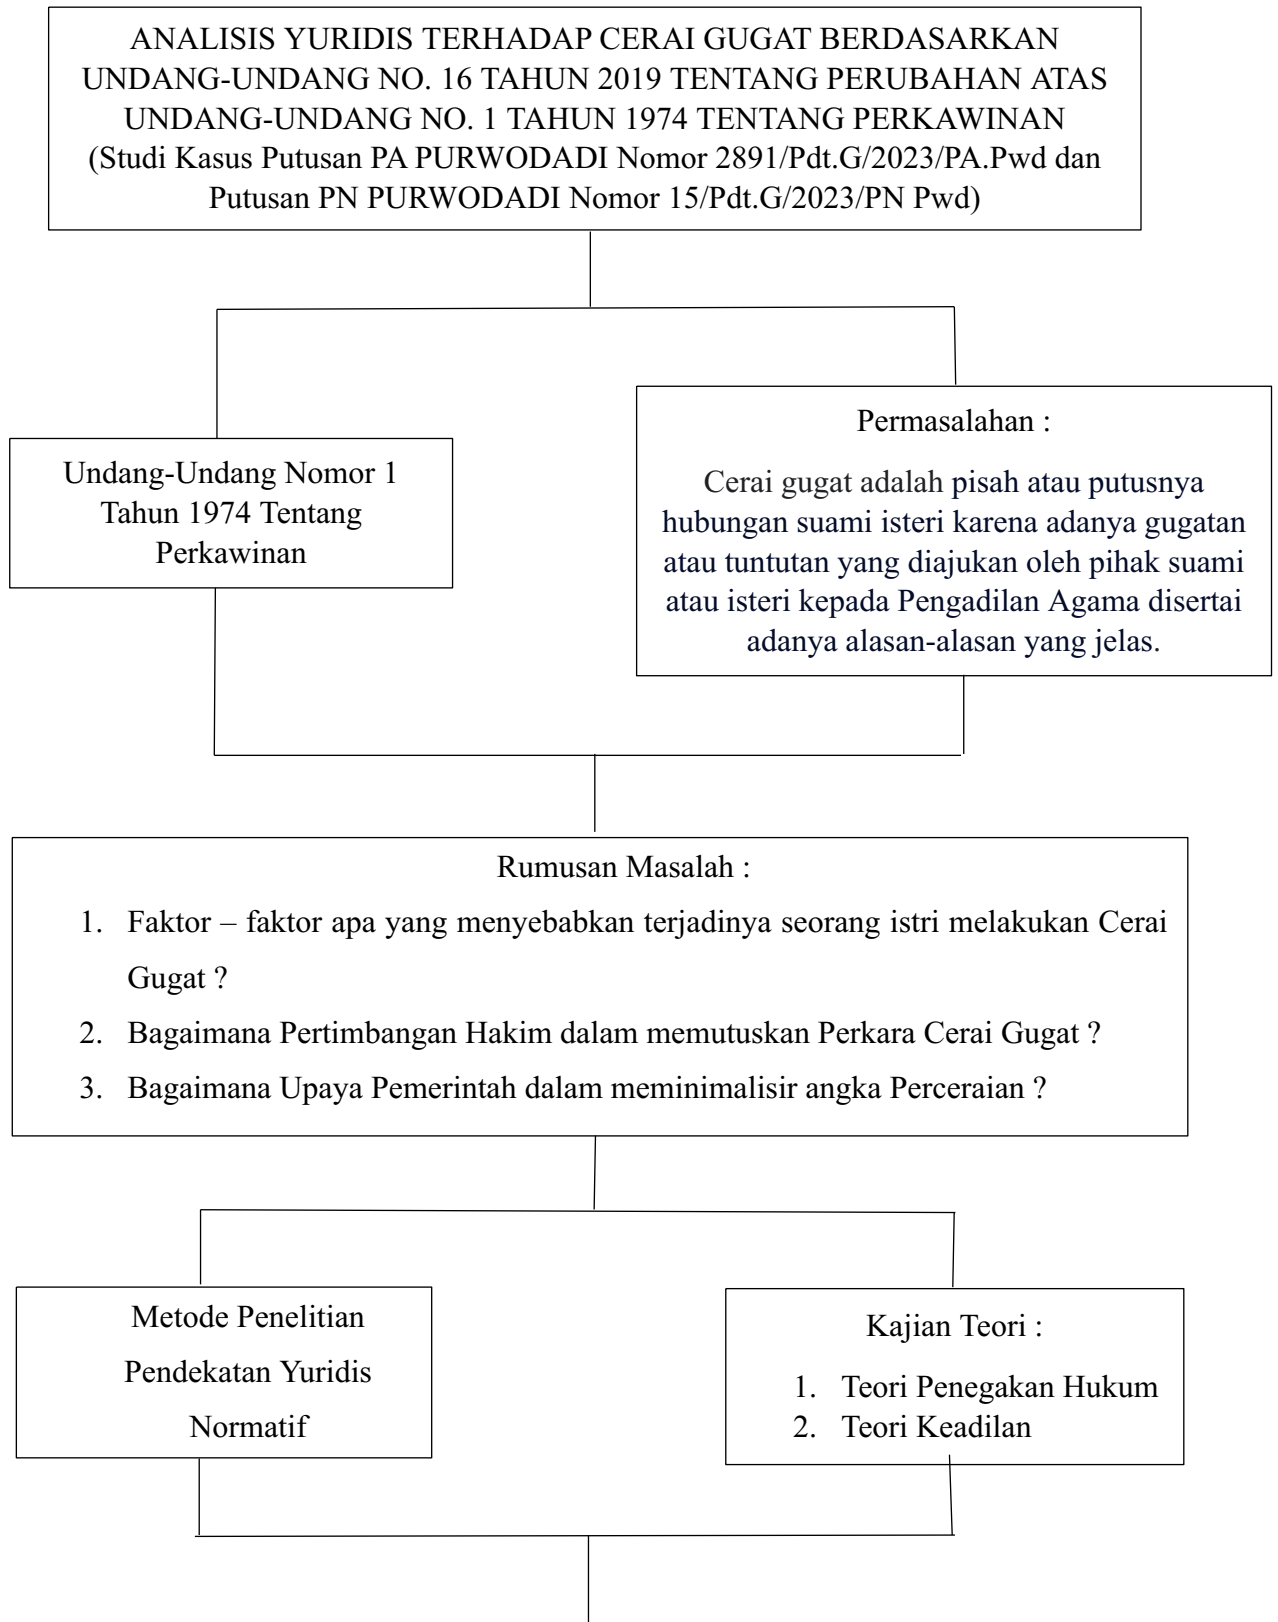 ANALISIS YURIDIS TERHADAP CERAI GUGAT BERDASARKAN
UNDANG-UNDANG NO. 16 TAHUN 2019 TENTANG PERUBAHAN ATAS
UNDANG-UNDANG NO. 1 TAHUN 1974 TENTANG PERKAWINAN
(Studi Kasus Putusan PA PURWODADI Nomor 2891/Pdt.G/2023/PA.Pwd dan
Putusan PN PURWODADI Nomor 15/Pdt.G/2023/PN Pwd)
Undang-Undang Nomor 1
Tahun 1974 Tentang
Perkawinan
Permasalahan :
Cerai gugat adalah pisah atau putusnya
hubungan suami isteri karena adanya gugatan
atau tuntutan yang diajukan oleh pihak suami
atau isteri kepada Pengadilan Agama disertai
adanya alasan-alasan yang jelas.
Rumusan Masalah :
1. Faktor – faktor apa yang menyebabkan terjadinya seorang istri melakukan Cerai
Gugat ?
2. Bagaimana Pertimbangan Hakim dalam memutuskan Perkara Cerai Gugat ?
3. Bagaimana Upaya Pemerintah dalam meminimalisir angka Perceraian ?
Metode Penelitian
Pendekatan Yuridis
Normatif
Kajian Teori :
1. Teori Penegakan Hukum
2. Teori Keadilan